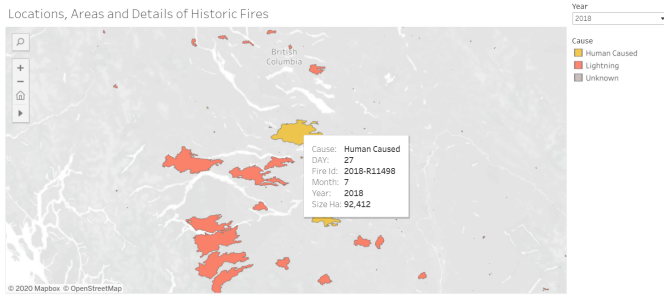 Locations, Areas and Details of Historic Fires
Year
2018
Cause
Human Caused
Lightning
Unknown
British
Columbia
Cause: Human Caused
DAY: 27
Fire Id: 2018-R11498
Month: 7
Year: 2018
Size Ha: 92,412
© 2020 Mapbox © OpenStreetMap